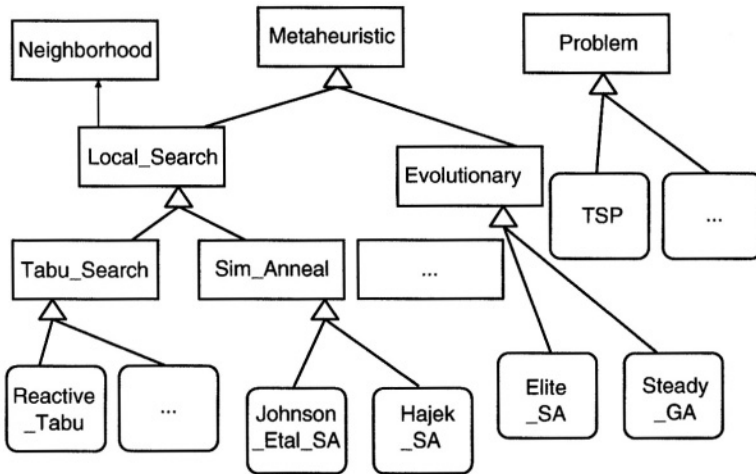 Neighborhood
Metaheuristic
Problem
Local_Search
Evolutionary
TSP
...
Tabu_Search
Sim_Anneal
...
Reactive
_Tabu
...
Johnson
_Etal_SA
Hajek
_SA
Elite
_SA
Steady
_GA